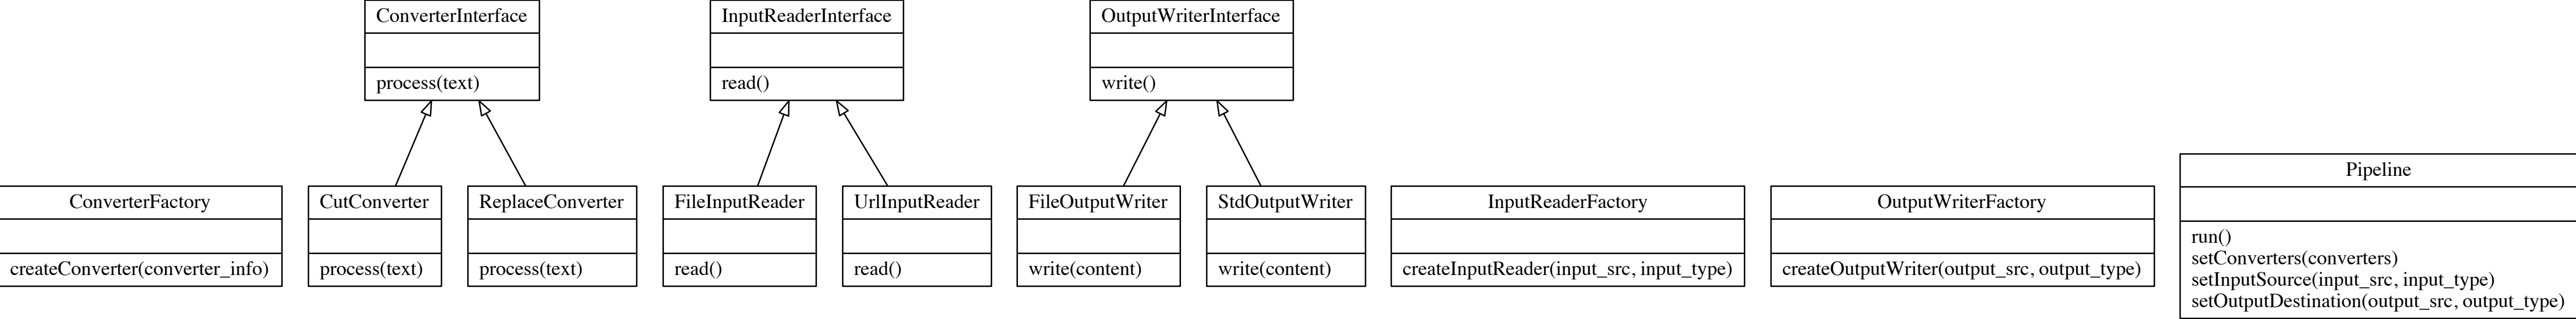 ConverterInterface
process(text)
InputReaderInterface
read()
OutputWriterInterface
write()
ConverterFactory
createConverter(converter_info)
CutConverter
process(text)
ReplaceConverter
process(text)
FileInputReader
read()
UrlInputReader
read()
FileOutputWriter
write(content)
StdOutputWriter
write(content)
InputReaderFactory
createInputReader(input_src, input_type)
OutputWriterFactory
createOutputWriter(output_src, output_type)
Pipeline
run()
setConverters(converters)
setInputSource(input_src, input_type)
setOutputDestination(output_src, output_type)